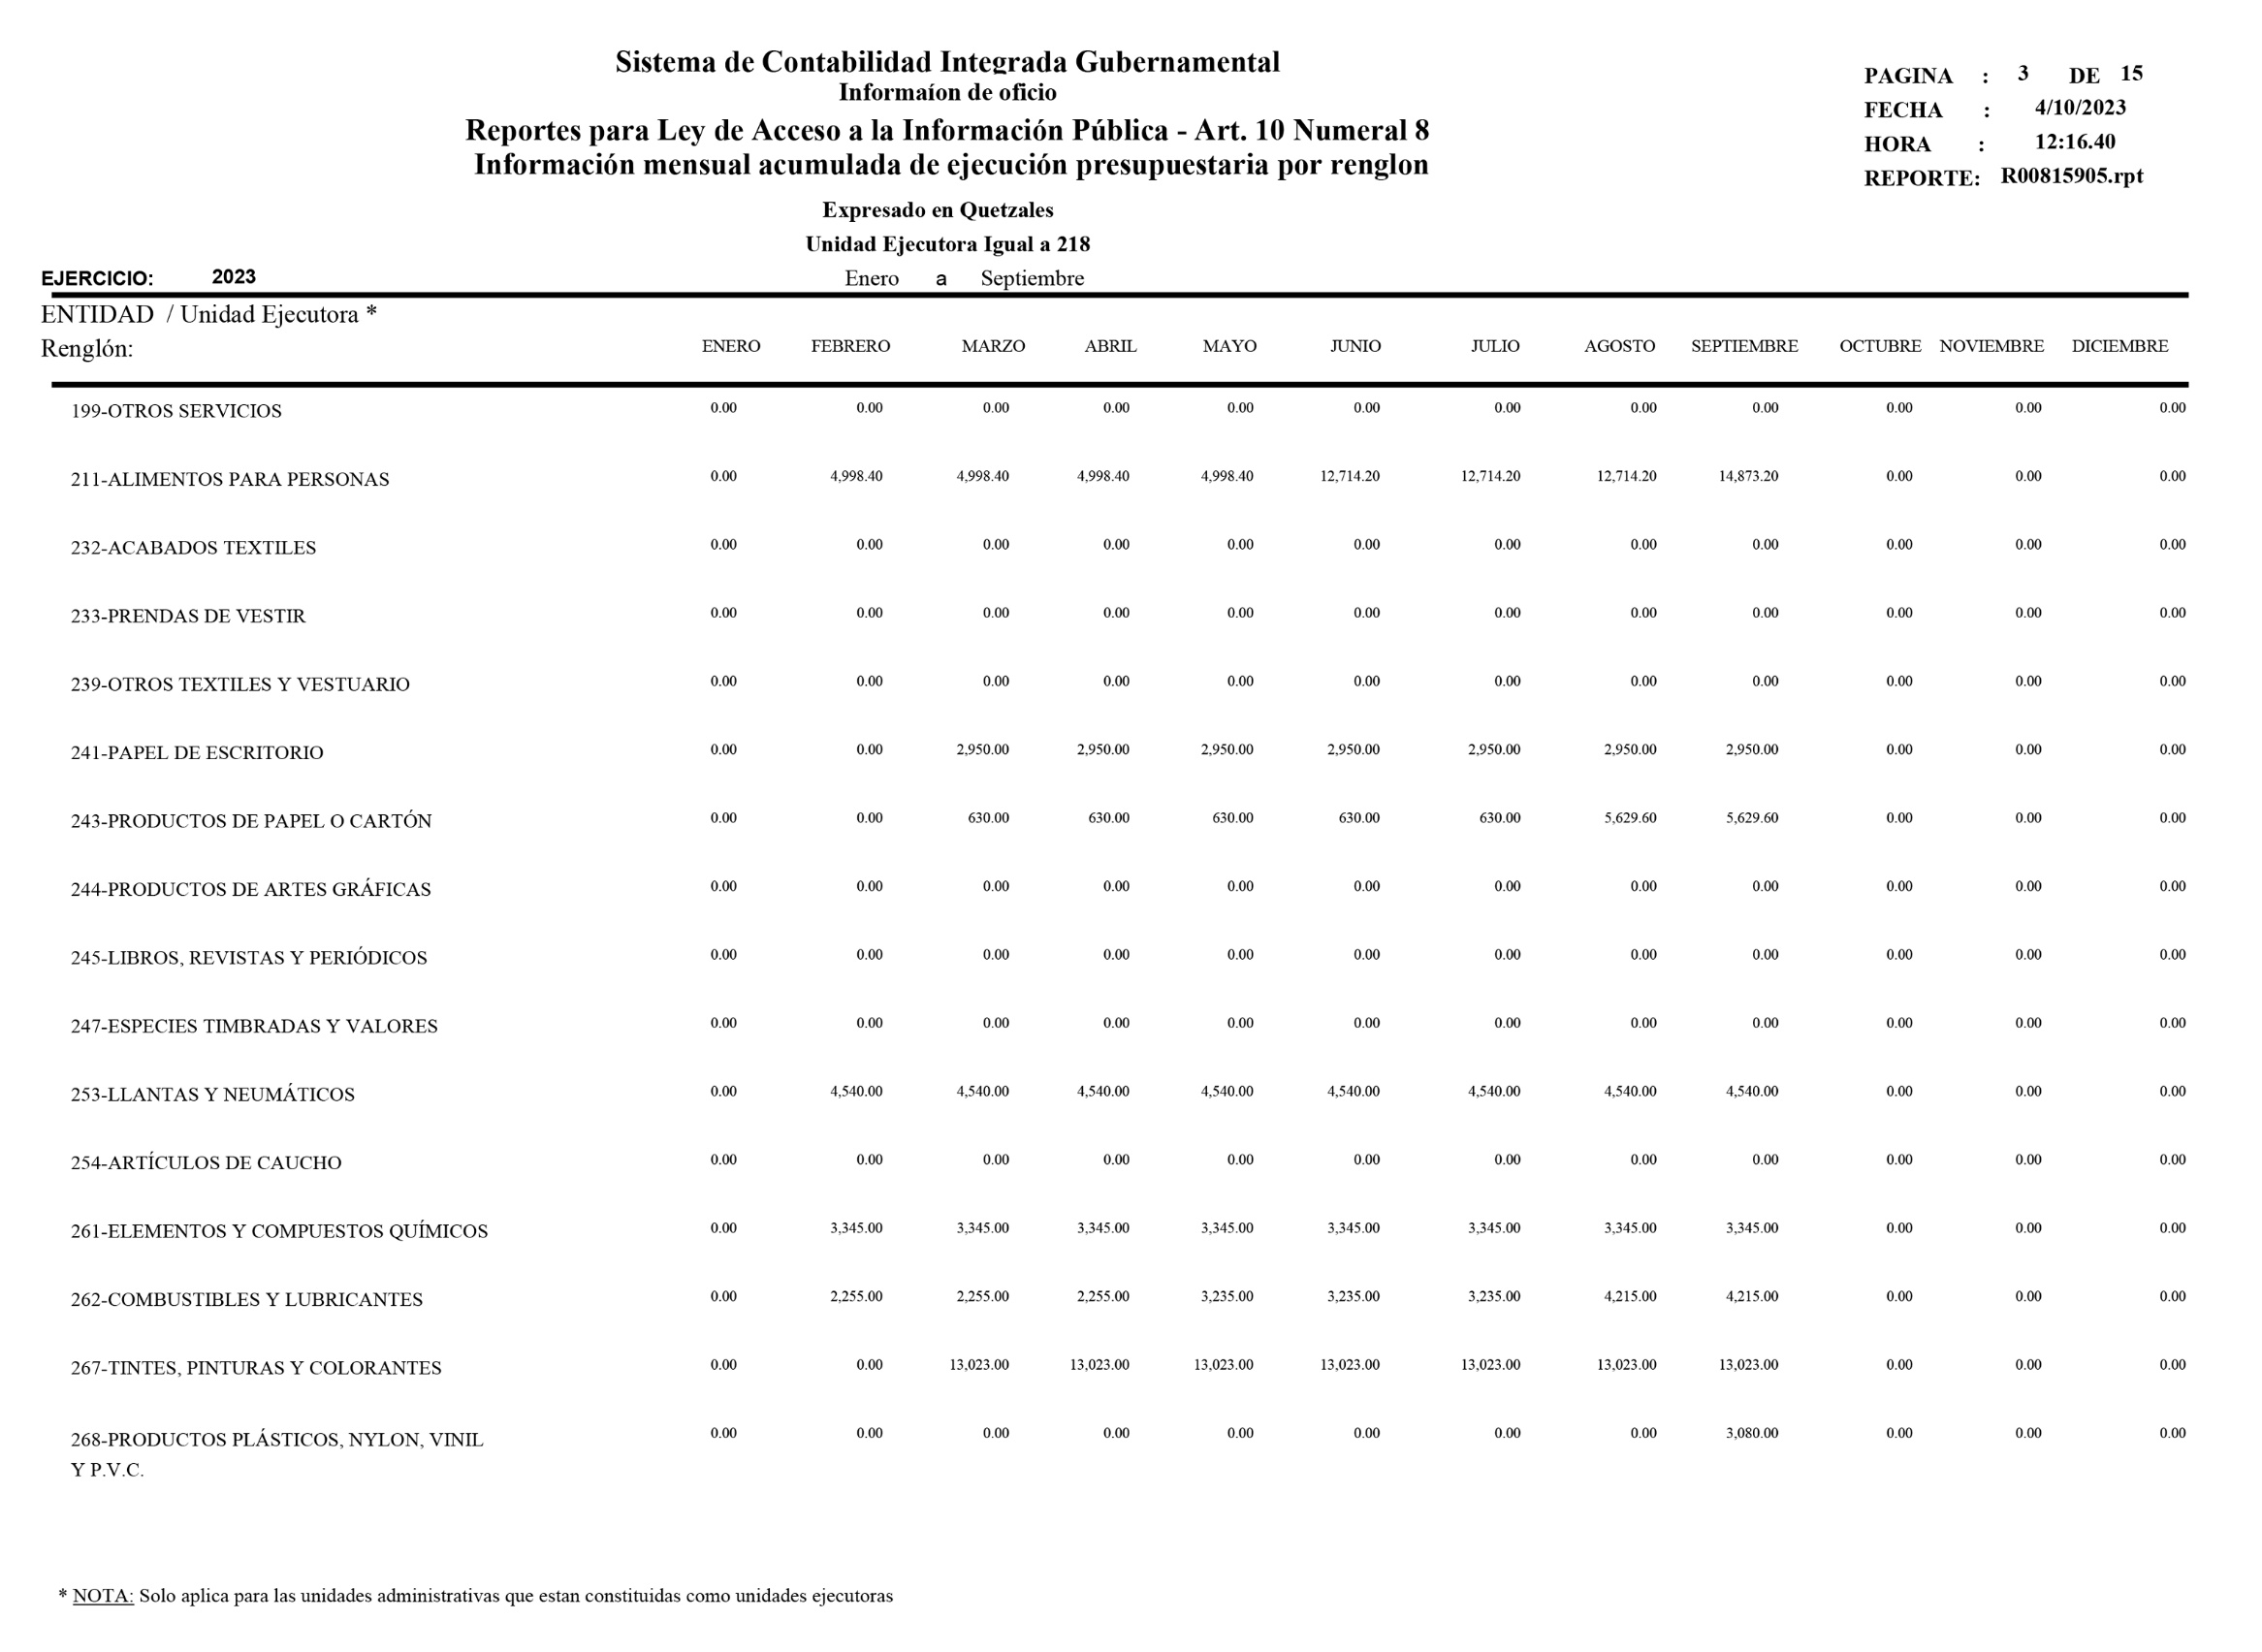 Sistema de Contabilidad Integrada Gubernamental
Informaíon de oficio
Reportes para Ley de Acceso a la Información Pública - Art. 10 Numeral 8
Información mensual acumulada de ejecución presupuestaria por renglon
Expresado en Quetzales
Unidad Ejecutora Igual a 218
PAGINA : 3 DE 15
FECHA : 4/10/2023
HORA : 12:16.40
REPORTE: R00815905.rpt
EJERCICIO: 2023 Enero a Septiembre
ENTIDAD / Unidad Ejecutora *
Renglón: ENERO FEBRERO MARZO ABRIL MAYO JUNIO JULIO AGOSTO SEPTIEMBRE OCTUBRE NOVIEMBRE DICIEMBRE
199-OTROS SERVICIOS 0.00 0.00 0.00 0.00 0.00 0.00 0.00 0.00 0.00 0.00 0.00 0.00
211-ALIMENTOS PARA PERSONAS 0.00 4,998.40 4,998.40 4,998.40 4,998.40 12,714.20 12,714.20 12,714.20 14,873.20 0.00 0.00 0.00
232-ACABADOS TEXTILES 0.00 0.00 0.00 0.00 0.00 0.00 0.00 0.00 0.00 0.00 0.00 0.00
233-PRENDAS DE VESTIR 0.00 0.00 0.00 0.00 0.00 0.00 0.00 0.00 0.00 0.00 0.00 0.00
239-OTROS TEXTILES Y VESTUARIO 0.00 0.00 0.00 0.00 0.00 0.00 0.00 0.00 0.00 0.00 0.00 0.00
241-PAPEL DE ESCRITORIO 0.00 0.00 2,950.00 2,950.00 2,950.00 2,950.00 2,950.00 2,950.00 2,950.00 0.00 0.00 0.00
243-PRODUCTOS DE PAPEL O CARTÓN 0.00 0.00 630.00 630.00 630.00 630.00 630.00 5,629.60 5,629.60 0.00 0.00 0.00
244-PRODUCTOS DE ARTES GRÁFICAS 0.00 0.00 0.00 0.00 0.00 0.00 0.00 0.00 0.00 0.00 0.00 0.00
245-LIBROS, REVISTAS Y PERIÓDICOS 0.00 0.00 0.00 0.00 0.00 0.00 0.00 0.00 0.00 0.00 0.00 0.00
247-ESPECIES TIMBRADAS Y VALORES 0.00 0.00 0.00 0.00 0.00 0.00 0.00 0.00 0.00 0.00 0.00 0.00
253-LLANTAS Y NEUMÁTICOS 0.00 4,540.00 4,540.00 4,540.00 4,540.00 4,540.00 4,540.00 4,540.00 4,540.00 0.00 0.00 0.00
254-ARTÍCULOS DE CAUCHO 0.00 0.00 0.00 0.00 0.00 0.00 0.00 0.00 0.00 0.00 0.00 0.00
261-ELEMENTOS Y COMPUESTOS QUÍMICOS 0.00 3,345.00 3,345.00 3,345.00 3,345.00 3,345.00 3,345.00 3,345.00 3,345.00 0.00 0.00 0.00
262-COMBUSTIBLES Y LUBRICANTES 0.00 2,255.00 2,255.00 2,255.00 3,235.00 3,235.00 3,235.00 4,215.00 4,215.00 0.00 0.00 0.00
267-TINTES, PINTURAS Y COLORANTES 0.00 0.00 13,023.00 13,023.00 13,023.00 13,023.00 13,023.00 13,023.00 13,023.00 0.00 0.00 0.00
268-PRODUCTOS PLÁSTICOS, NYLON, VINIL 0.00 0.00 0.00 0.00 0.00 0.00 0.00 0.00 3,080.00 0.00 0.00 0.00
Y P.V.C.
* NOTA: Solo aplica para las unidades administrativas que estan constituidas como unidades ejecutoras